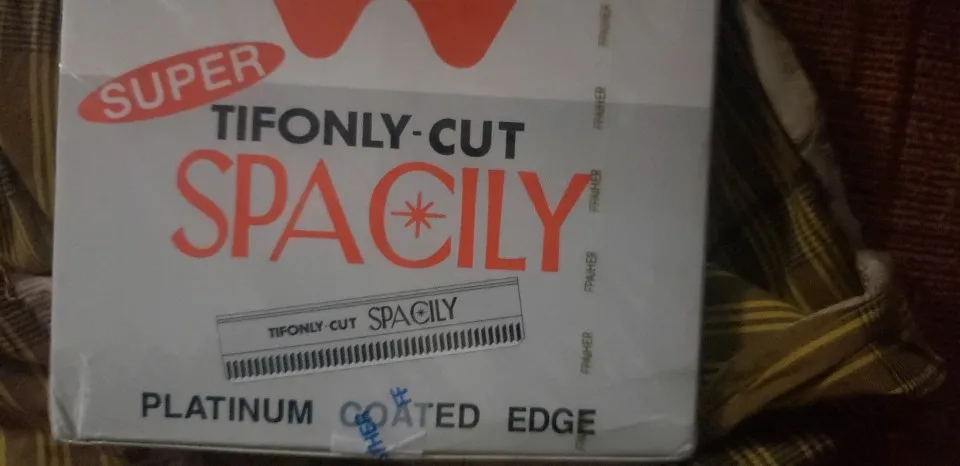 SUPER
TIFONLY-CUT
SPACILY
TIFONLY-CUT SPACILY
PLATINUM COATED EDGE